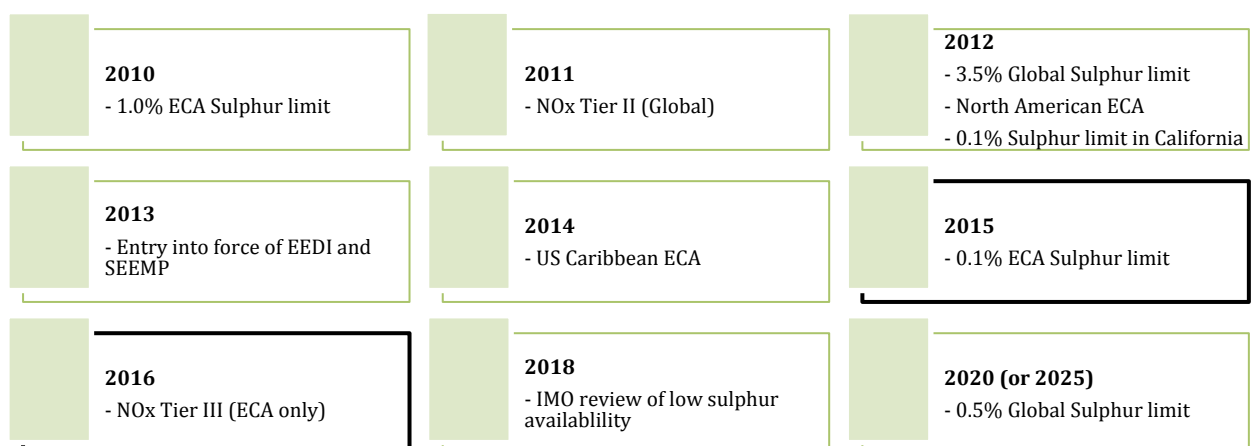 2010
- 1.0% ECA Sulphur limit
2011
- NOx Tier II (Global)
2012
- 3.5% Global Sulphur limit
- North American ECA
- 0.1% Sulphur limit in California
2013
- Entry into force of EEDI and
SEEMP
2014
- US Caribbean ECA
2015
- 0.1% ECA Sulphur limit
2016
- NOx Tier III (ECA only)
2018
- IMO review of low sulphur
availablility
2020 (or 2025)
- 0.5% Global Sulphur limit